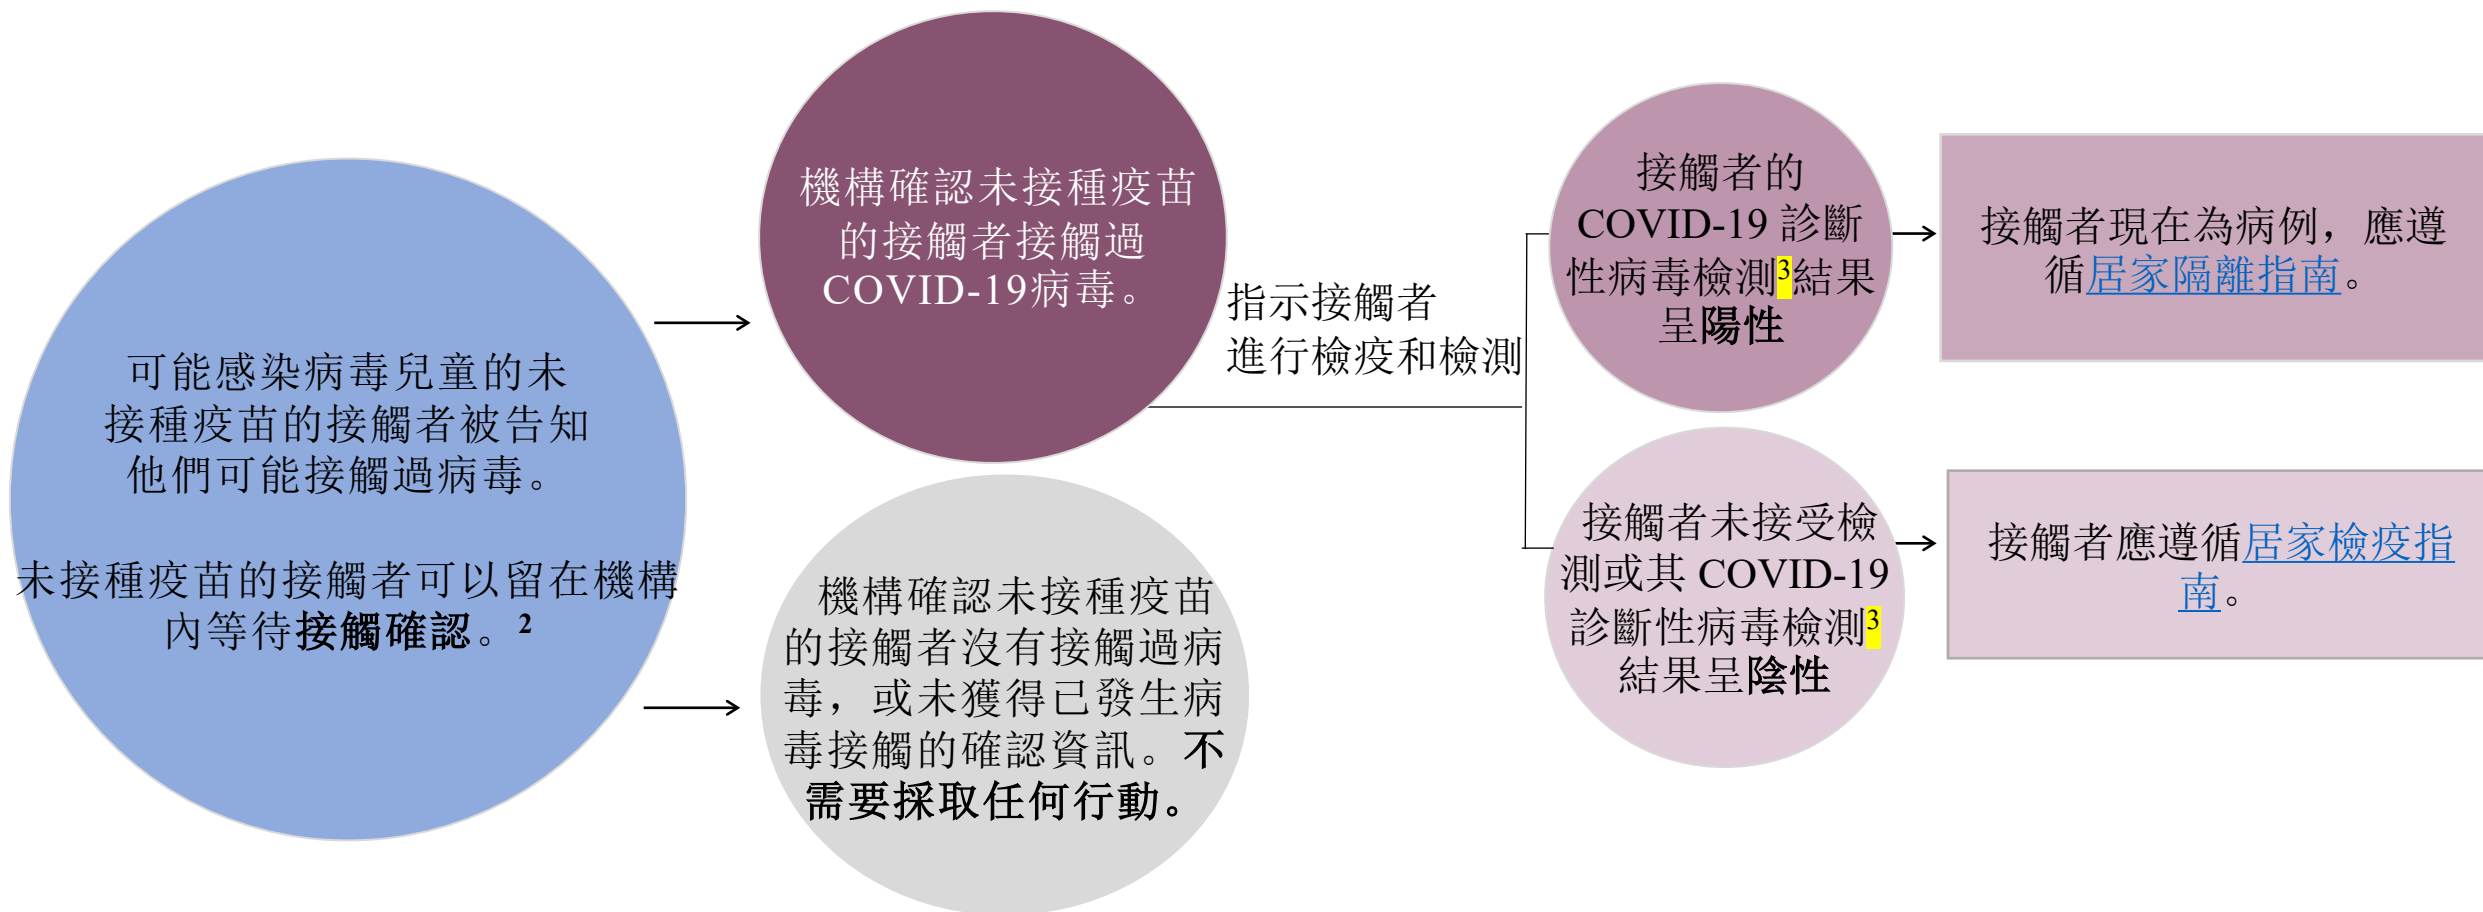 可能感染病毒兒童的未
接種疫苗的接觸者被告知
他們可能接觸過病毒。
未接種疫苗的接觸者可以留在機構
內等待接觸確認。2
機構確認未接種疫苗
的接觸者接觸過
COVID-19病毒。
機構確認未接種疫苗
的接觸者沒有接觸過病
毒，或未獲得已發生病
毒接觸的確認資訊。不
需要採取任何行動。
指示接觸者
進行檢疫和檢測
接觸者的
COVID-19 診斷
性病毒檢測3結果
呈陽性
接觸者現在為病例，應遵
循居家隔離指南。
接觸者未接受檢
測或其 COVID-19
診斷性病毒檢測3
結果呈陰性
接觸者應遵循居家檢疫指
南。